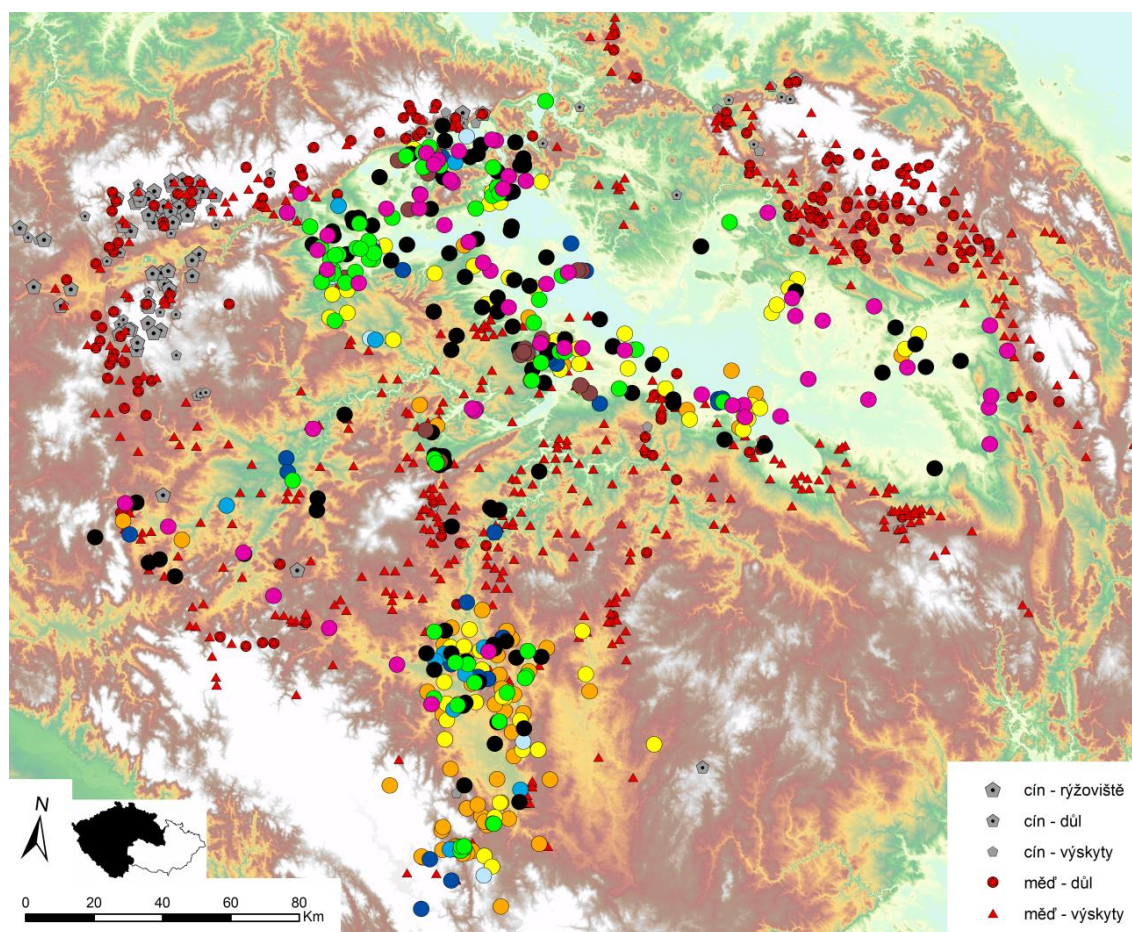 N
0 20 40 60 80
Km
cín - rýžoviště
cín - důl
cín - výskyty
měď - důl
měď - výskyty